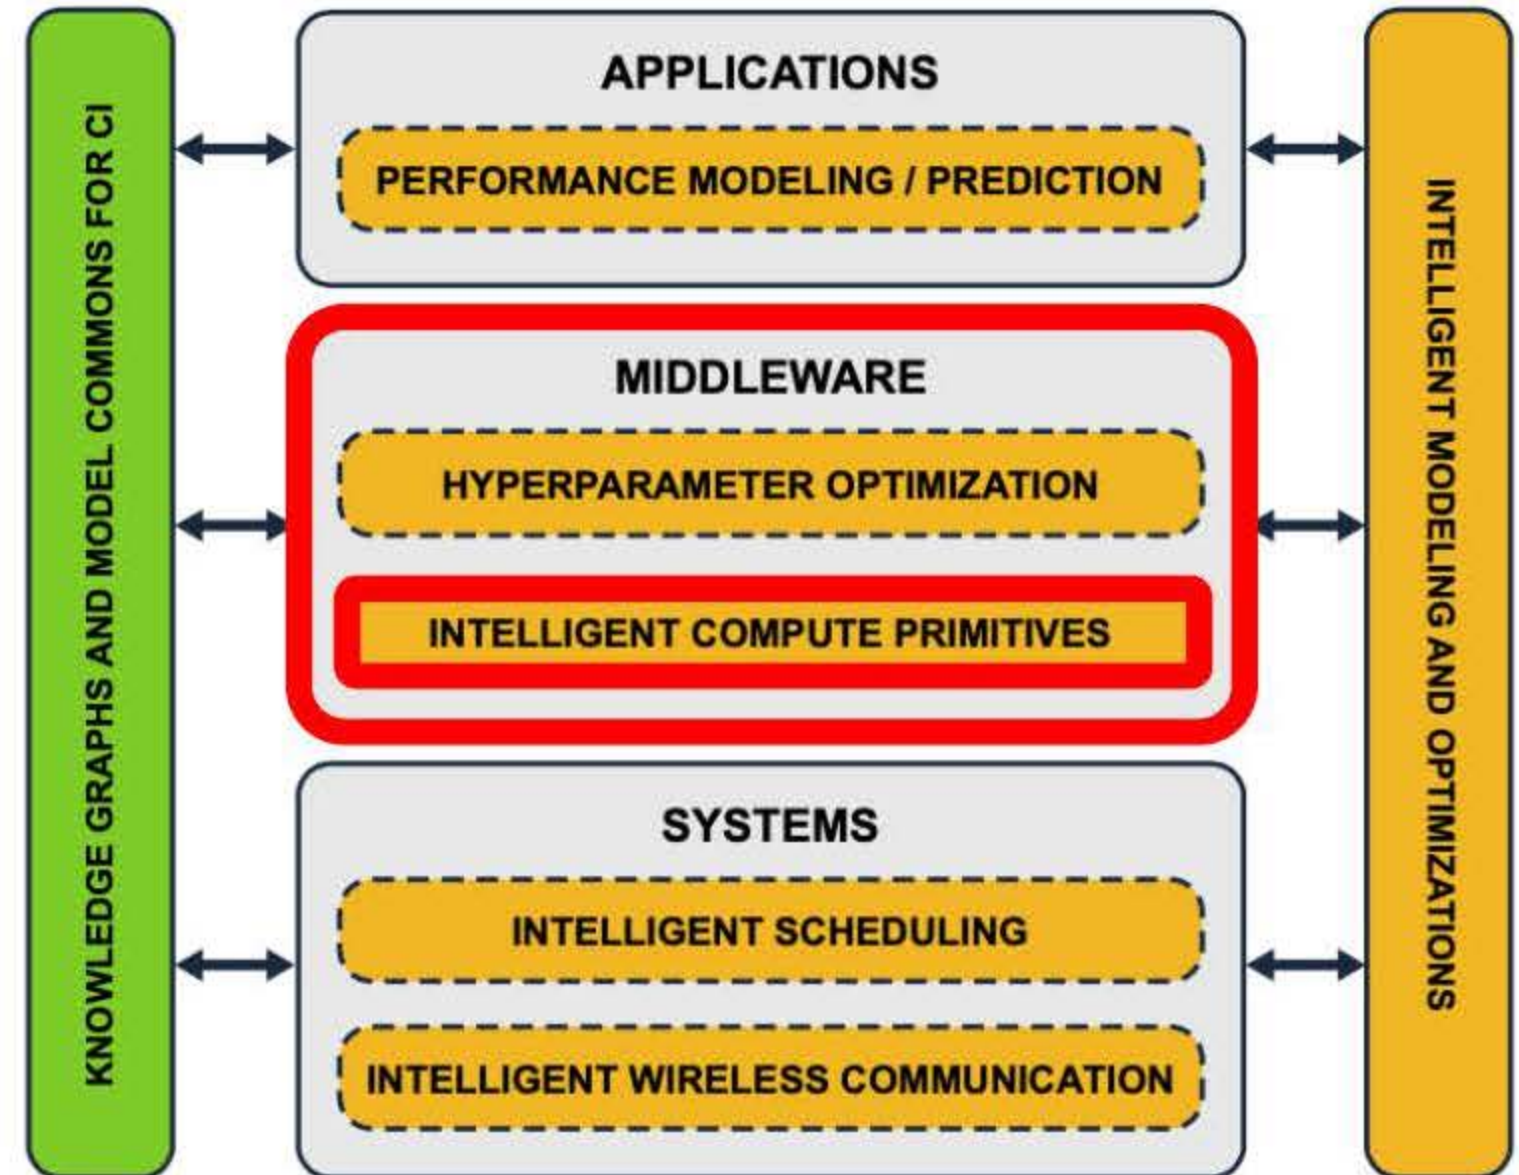 KNOWLEDGE GRAPHS AND MODEL COMMONS FOR CI
APPLICATIONS
PERFORMANCE MODELING / PREDICTION
MIDDLEWARE
HYPERPARAMETER OPTIMIZATION
INTELLIGENT COMPUTE PRIMITIVES
SYSTEMS
INTELLIGENT SCHEDULING
INTELLIGENT WIRELESS COMMUNICATION
INTELLIGENT MODELING AND OPTIMIZATIONS